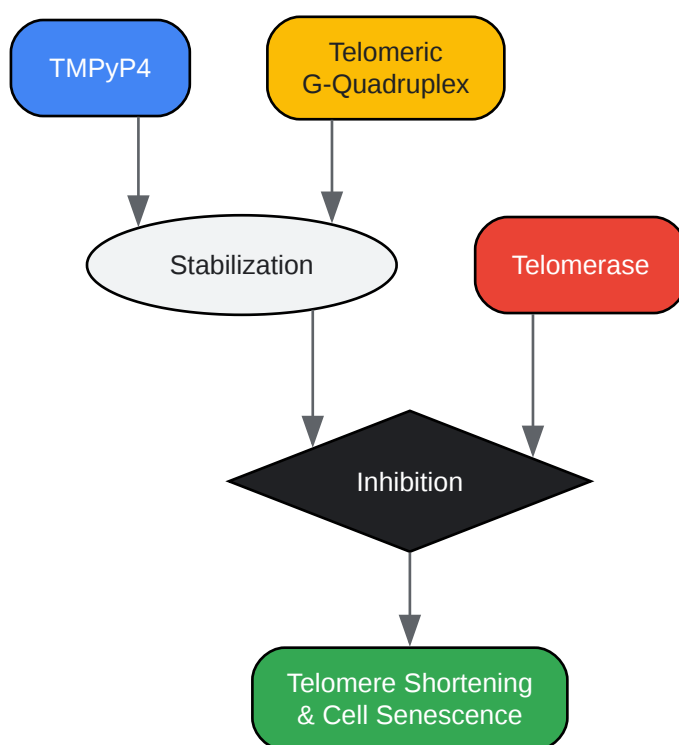 TMPyP4
Telomeric
G-Quadruplex
Stabilization
Telomerase
Inhibition
Telomere Shortening
& Cell Senescence